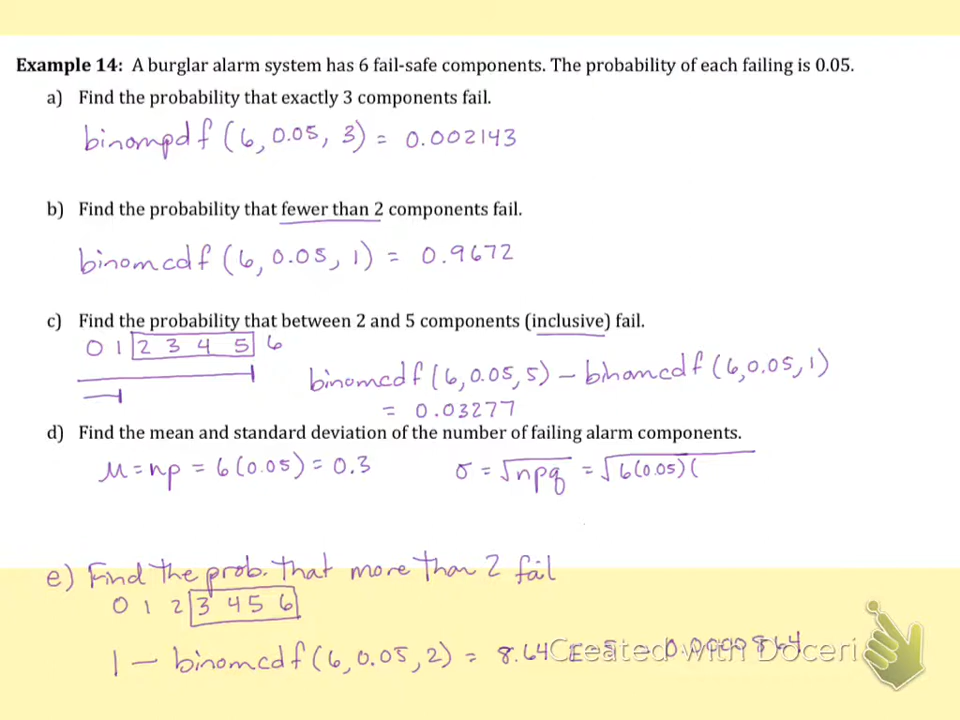 Example 14: A burglar alarm system has 6 fail-safe components. The probability of each failing is 0.05.
a) Find the probability that exactly 3 components fail.
binompdf (6, 0.05, 3) = 0.002143
b) Find the probability that fewer than 2 components fail.
binomcdf (6, 0.05, 1) = 0.9672
c) Find the probability that between 2 and 5 components (inclusive) fail.
0 1 2 3 4 5 6
binomcdf (6, 0.05, 5) − binomcdf (6, 0.05, 1)
= 0.03277
d) Find the mean and standard deviation of the number of failing alarm components.
μ = np = 6(0.05) = 0.3 σ = √npq = √6(0.05)(
e) Find the prob. that more than 2 fail
0 1 2 3 4 5 6
1 − binomcdf (6, 0.05, 2) = 8.64 E-5 = 0.0000864
Created with Doceri